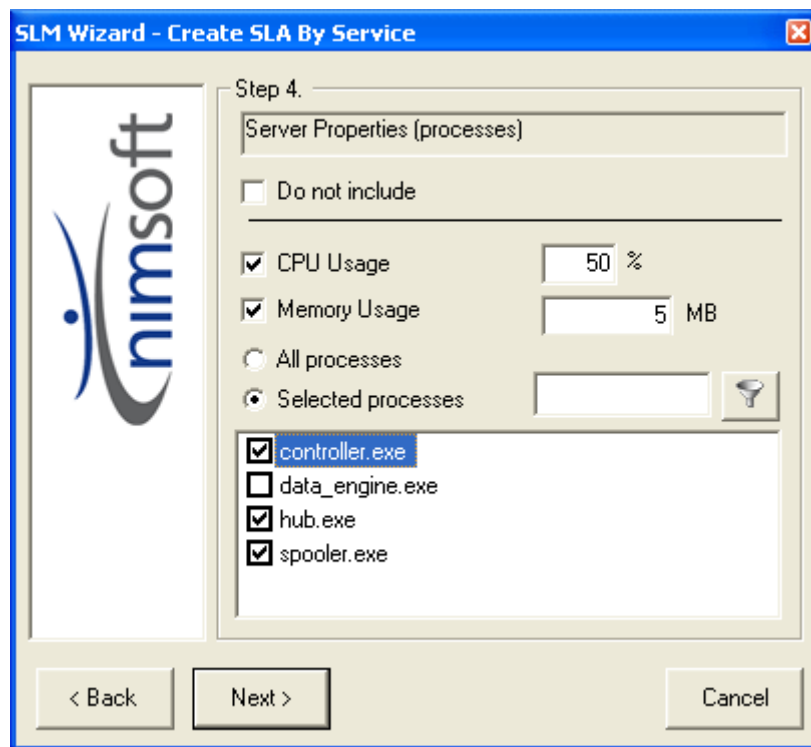 SLM Wizard - Create SLA By Service
nimsoft
Step 4.
Server Properties (processes)
Do not include
CPU Usage 50 %
Memory Usage 5 MB
All processes
Selected processes
controller.exe
data_engine.exe
hub.exe
spooler.exe
< Back Next > Cancel